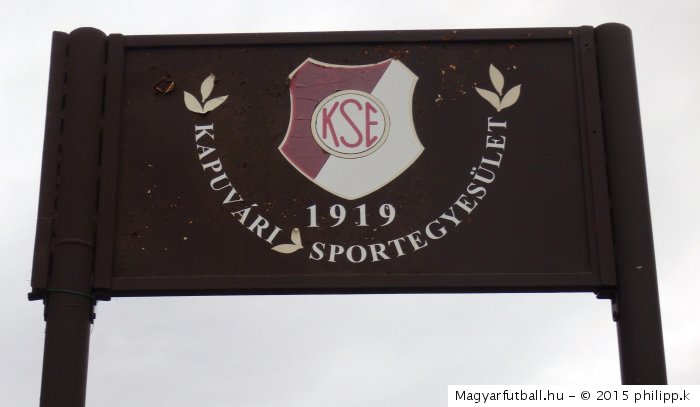 KSE
1919
KAPUVÁRI SPORTEGYESÜLET
Magyarfutball.hu – © 2015 philipp.k